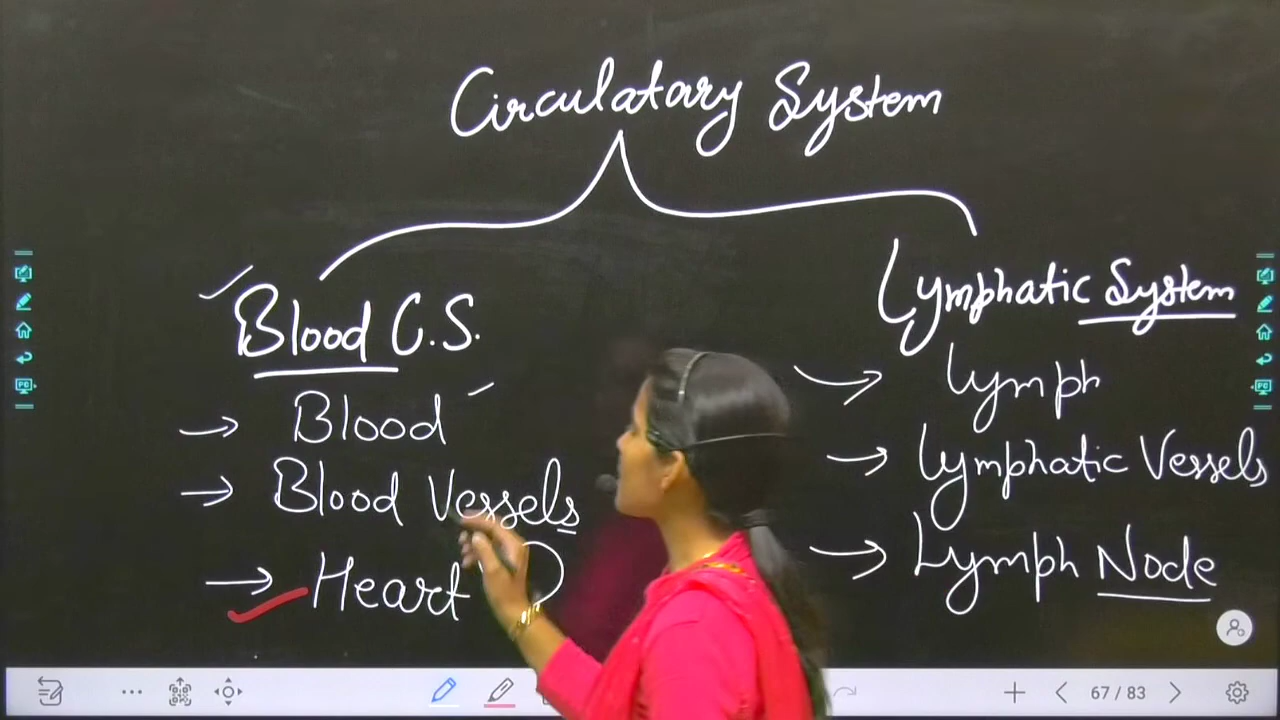 Circulatary System
Blood C.S.
→ Blood
→ Blood Vessels
→ Heart
Lymphatic System
→ Lymph
→ Lymphatic Vessels
→ Lymph Node
67 / 83